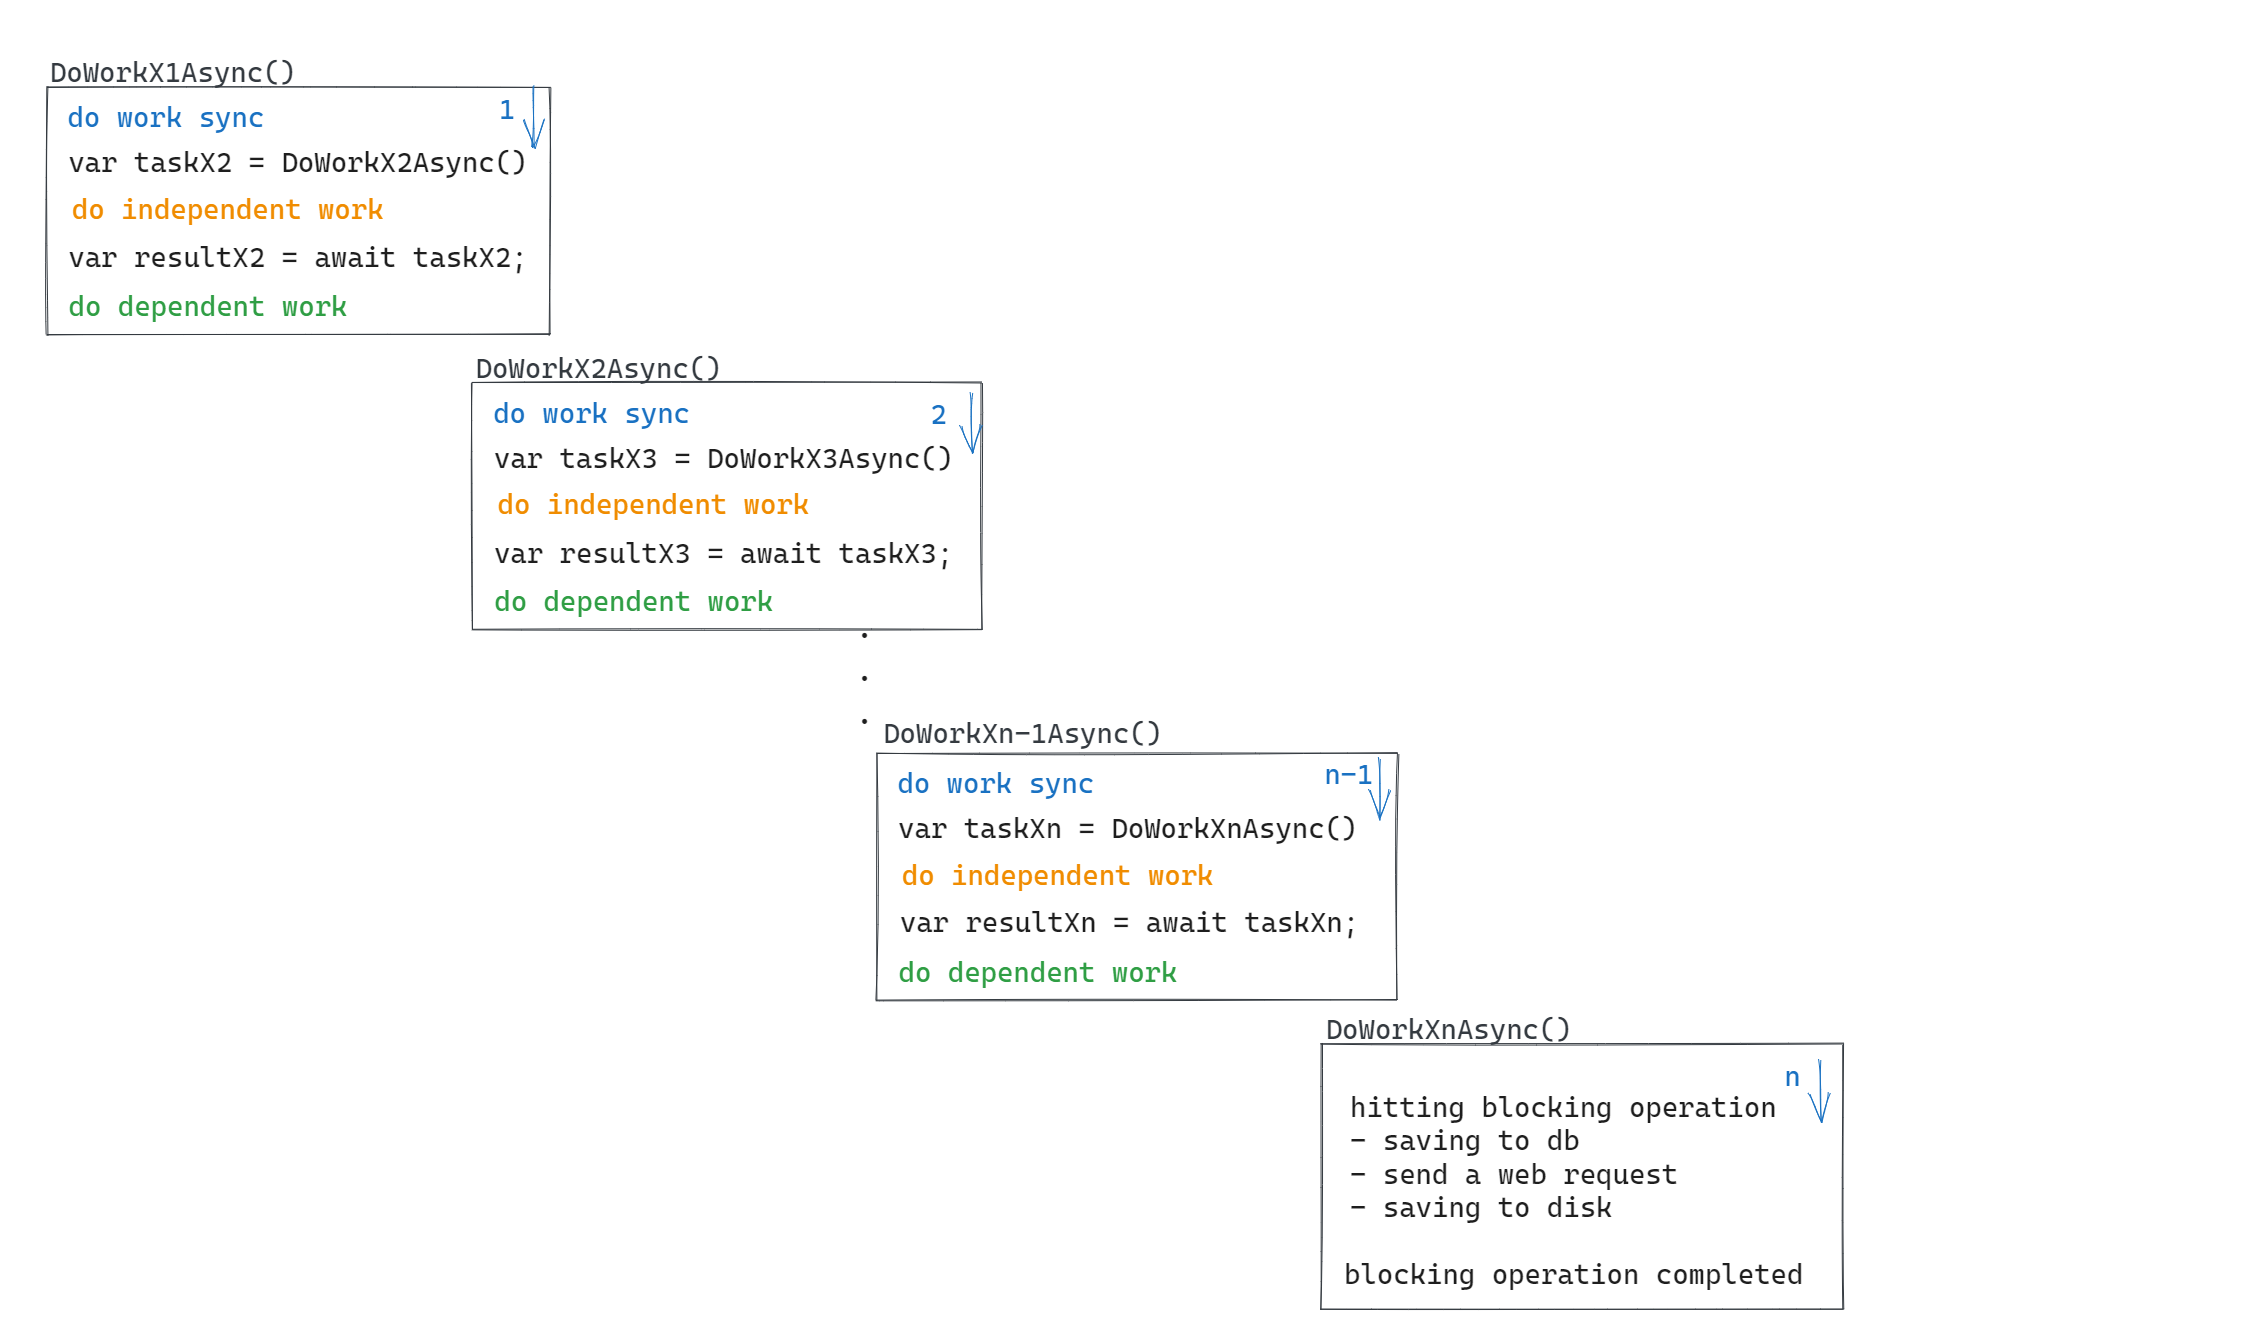 DoWorkX1Async()
do work sync
1
var taskX2 = DoWorkX2Async()
do independent work
var resultX2 = await taskX2;
do dependent work
DoWorkX2Async()
do work sync
2
var taskX3 = DoWorkX3Async()
do independent work
var resultX3 = await taskX3;
do dependent work
.
.
.
DoWorkXn-1Async()
do work sync
n-1
var taskXn = DoWorkXnAsync()
do independent work
var resultXn = await taskXn;
do dependent work
DoWorkXnAsync()
n
hitting blocking operation
- saving to db
- send a web request
- saving to disk
blocking operation completed